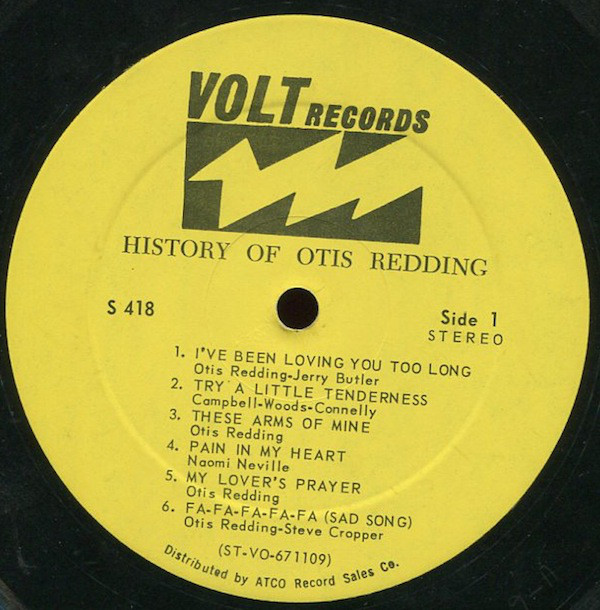 VOLT RECORDS
HISTORY OF OTIS REDDING
S 418
Side 1
STEREO
1. I'VE BEEN LOVING YOU TOO LONG
Otis Redding-Jerry Butler
2. TRY A LITTLE TENDERNESS
Campbell-Woods-Connelly
3. THESE ARMS OF MINE
Otis Redding
4. PAIN IN MY HEART
Naomi Neville
5. MY LOVER'S PRAYER
Otis Redding
6. FA-FA-FA-FA-FA (SAD SONG)
Otis Redding-Steve Cropper
(ST-VO-671109)
Distributed by ATCO Record Sales Co.